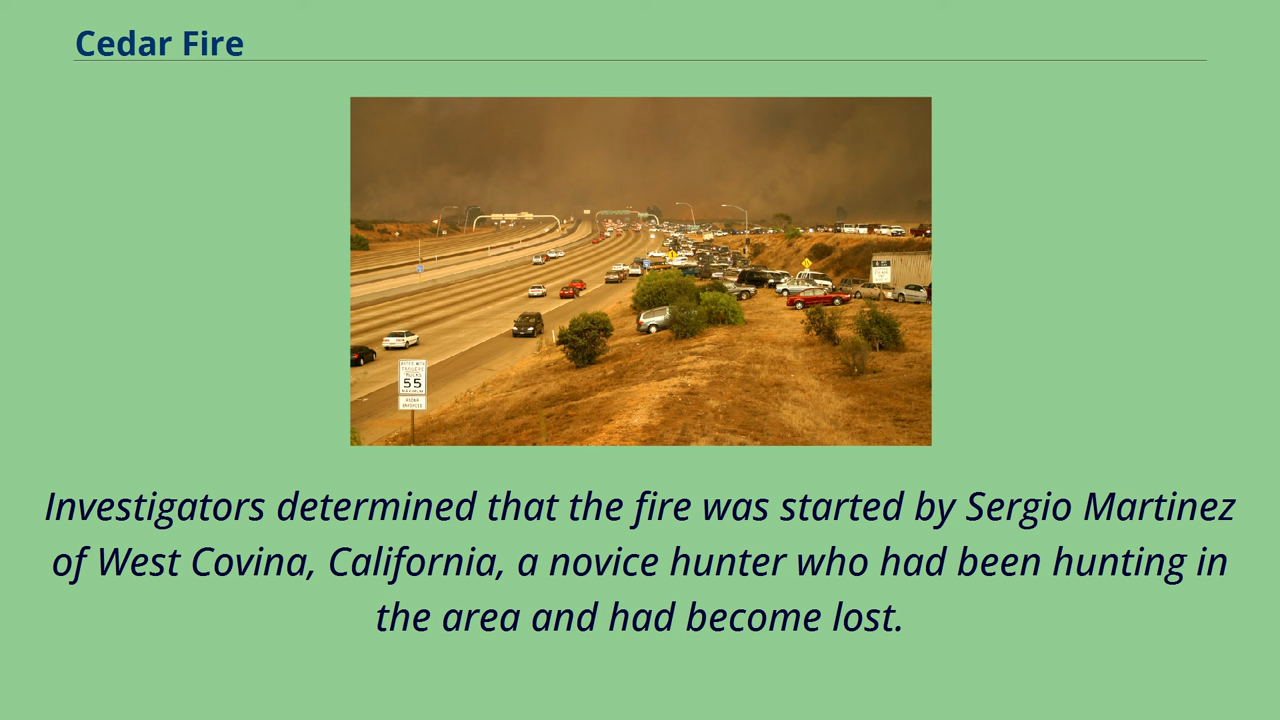 Cedar Fire
55
Investigators determined that the fire was started by Sergio Martinez
of West Covina, California, a novice hunter who had been hunting in
the area and had become lost.